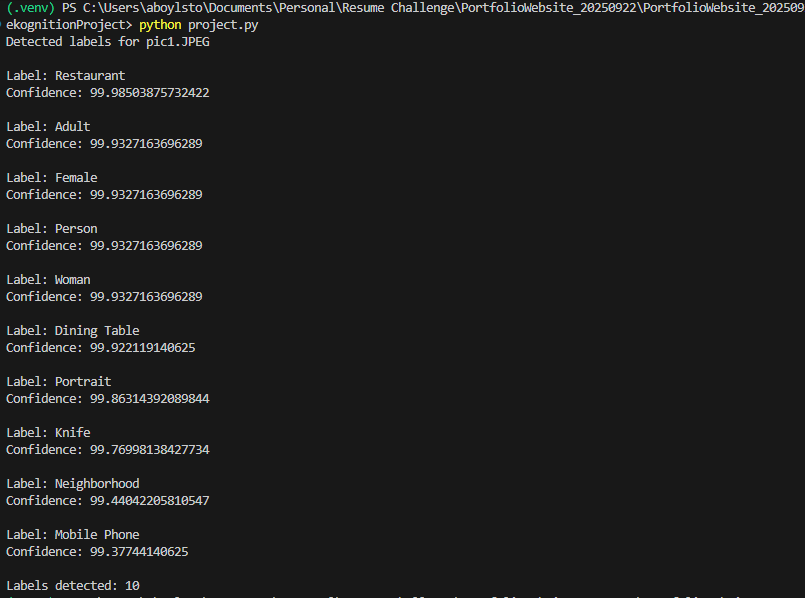 (.venv) PS C:\Users\aboylsto\Documents\Personal\Resume Challenge\PortfolioWebsite_20250922\PortfolioWebsite_202509
ekognitionProject> python project.py
Detected labels for pic1.JPEG
Label: Restaurant
Confidence: 99.98503875732422
Label: Adult
Confidence: 99.9327163696289
Label: Female
Confidence: 99.9327163696289
Label: Person
Confidence: 99.9327163696289
Label: Woman
Confidence: 99.9327163696289
Label: Dining Table
Confidence: 99.922119140625
Label: Portrait
Confidence: 99.86314392089844
Label: Knife
Confidence: 99.76998138427734
Label: Neighborhood
Confidence: 99.44042205810547
Label: Mobile Phone
Confidence: 99.37744140625
Labels detected: 10